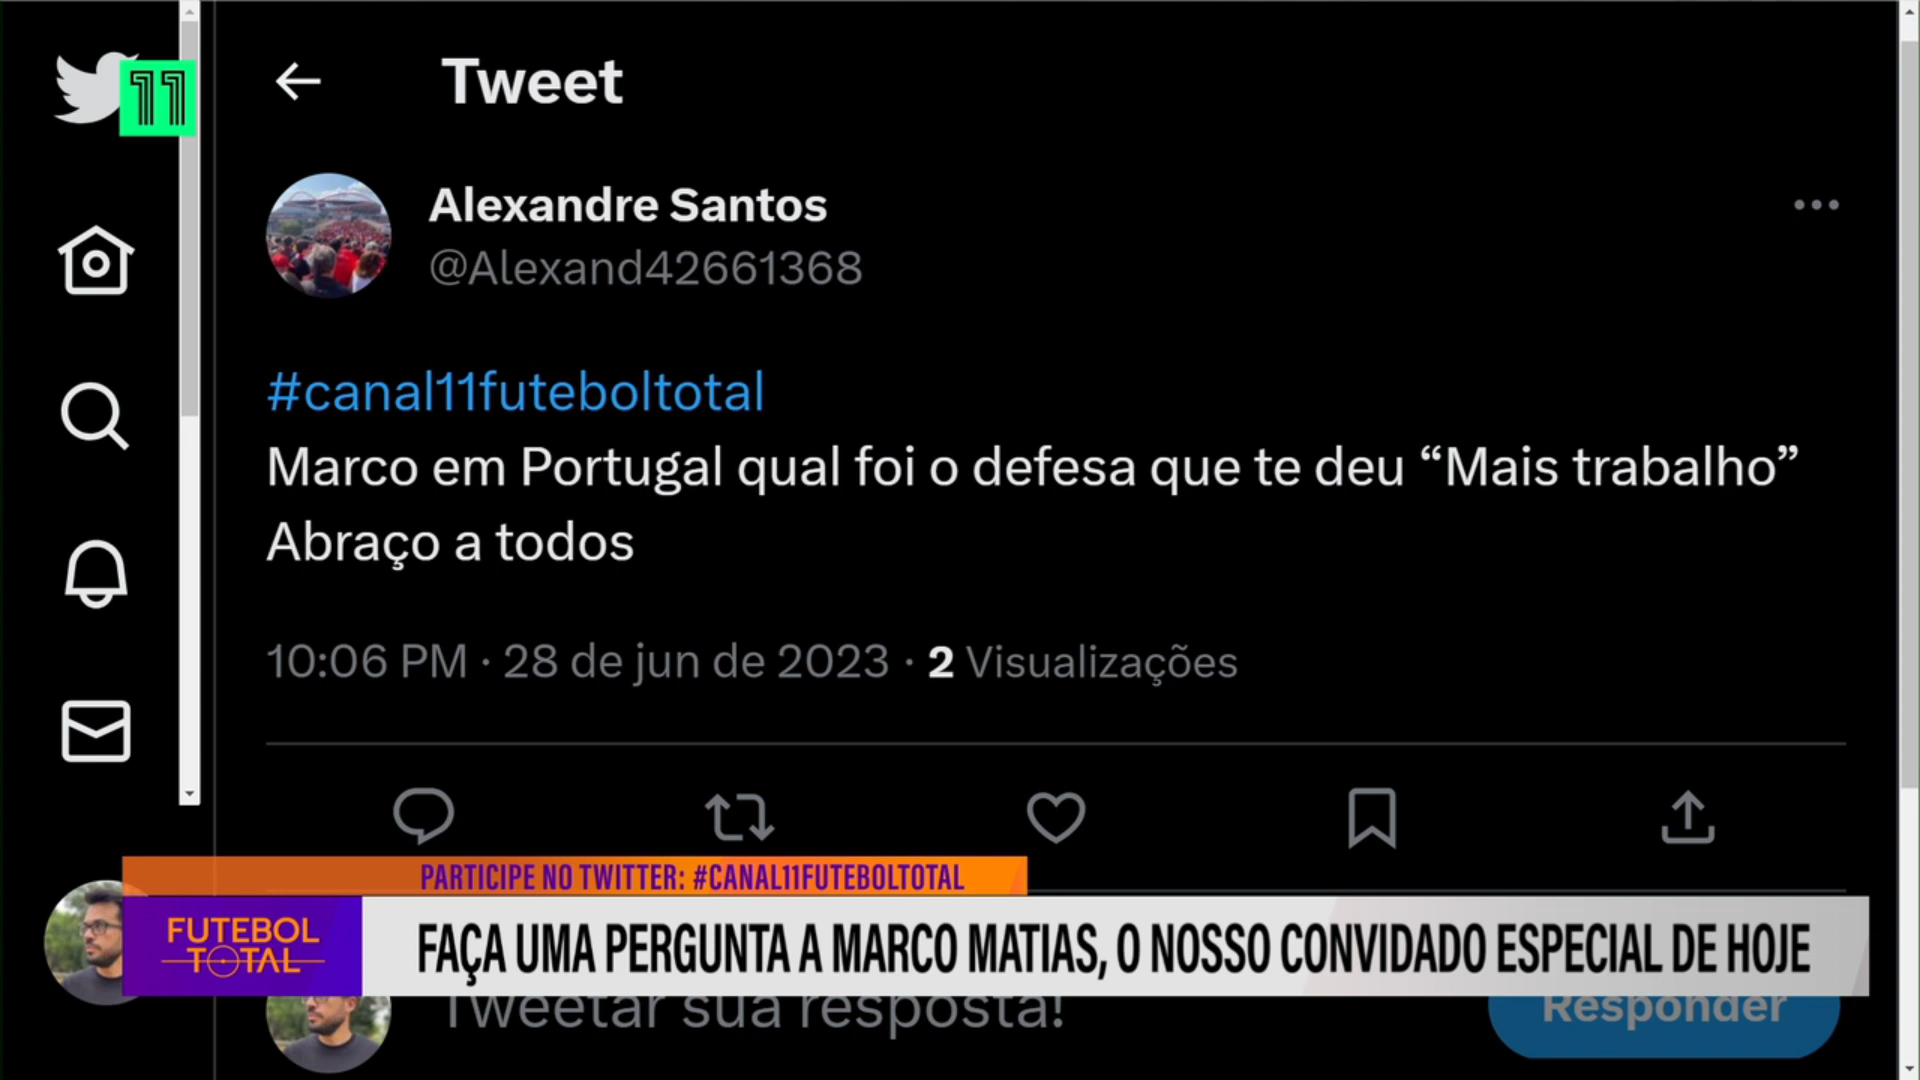 11
Tweet
Alexandre Santos
@Alexand42661368
#canal11futeboltotal
Marco em Portugal qual foi o defesa que te deu “Mais trabalho”
Abraço a todos
10:06 PM · 28 de jun de 2023 · 2 Visualizações
PARTICIPE NO TWITTER: #CANAL11FUTEBOLTOTAL
FUTEBOL
TOTAL
FAÇA UMA PERGUNTA A MARCO MATIAS, O NOSSO CONVIDADO ESPECIAL DE HOJE
Tweetar sua resposta!
Responder